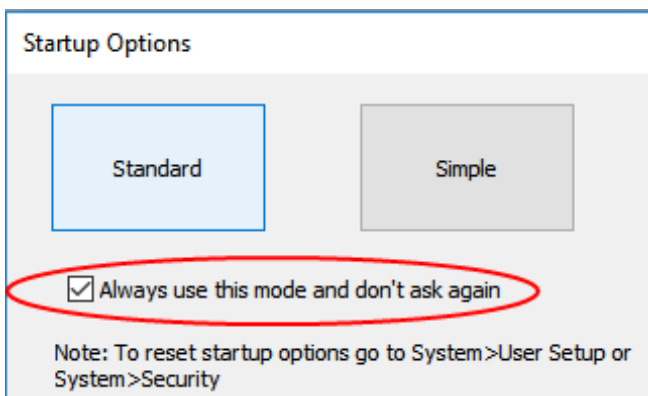 Startup Options
Standard
Simple
Always use this mode and don't ask again
Note: To reset startup options go to System>User Setup or
System>Security